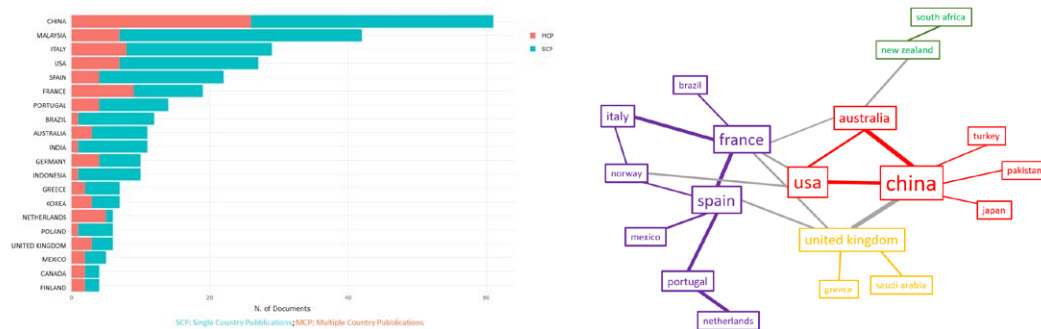 CHINA
MALAYSIA
ITALY
USA
SPAIN
FRANCE
PORTUGAL
BRAZIL
AUSTRALIA
INDIA
GERMANY
INDONESIA
GREECE
KOREA
NETHERLANDS
POLAND
UNITED KINGDOM
MEXICO
CANADA
FINLAND
0
20
40
60
N. of Documents
SCP: Single Country Pubblications; MCP: Multiple Country Pubblications
MCP
SCP
south africa
new zealand
brazil
italy
australia
france
turkey
norway
usa
china
pakistan
spain
japan
mexico
united kingdom
portugal
greece
saudi arabia
netherlands